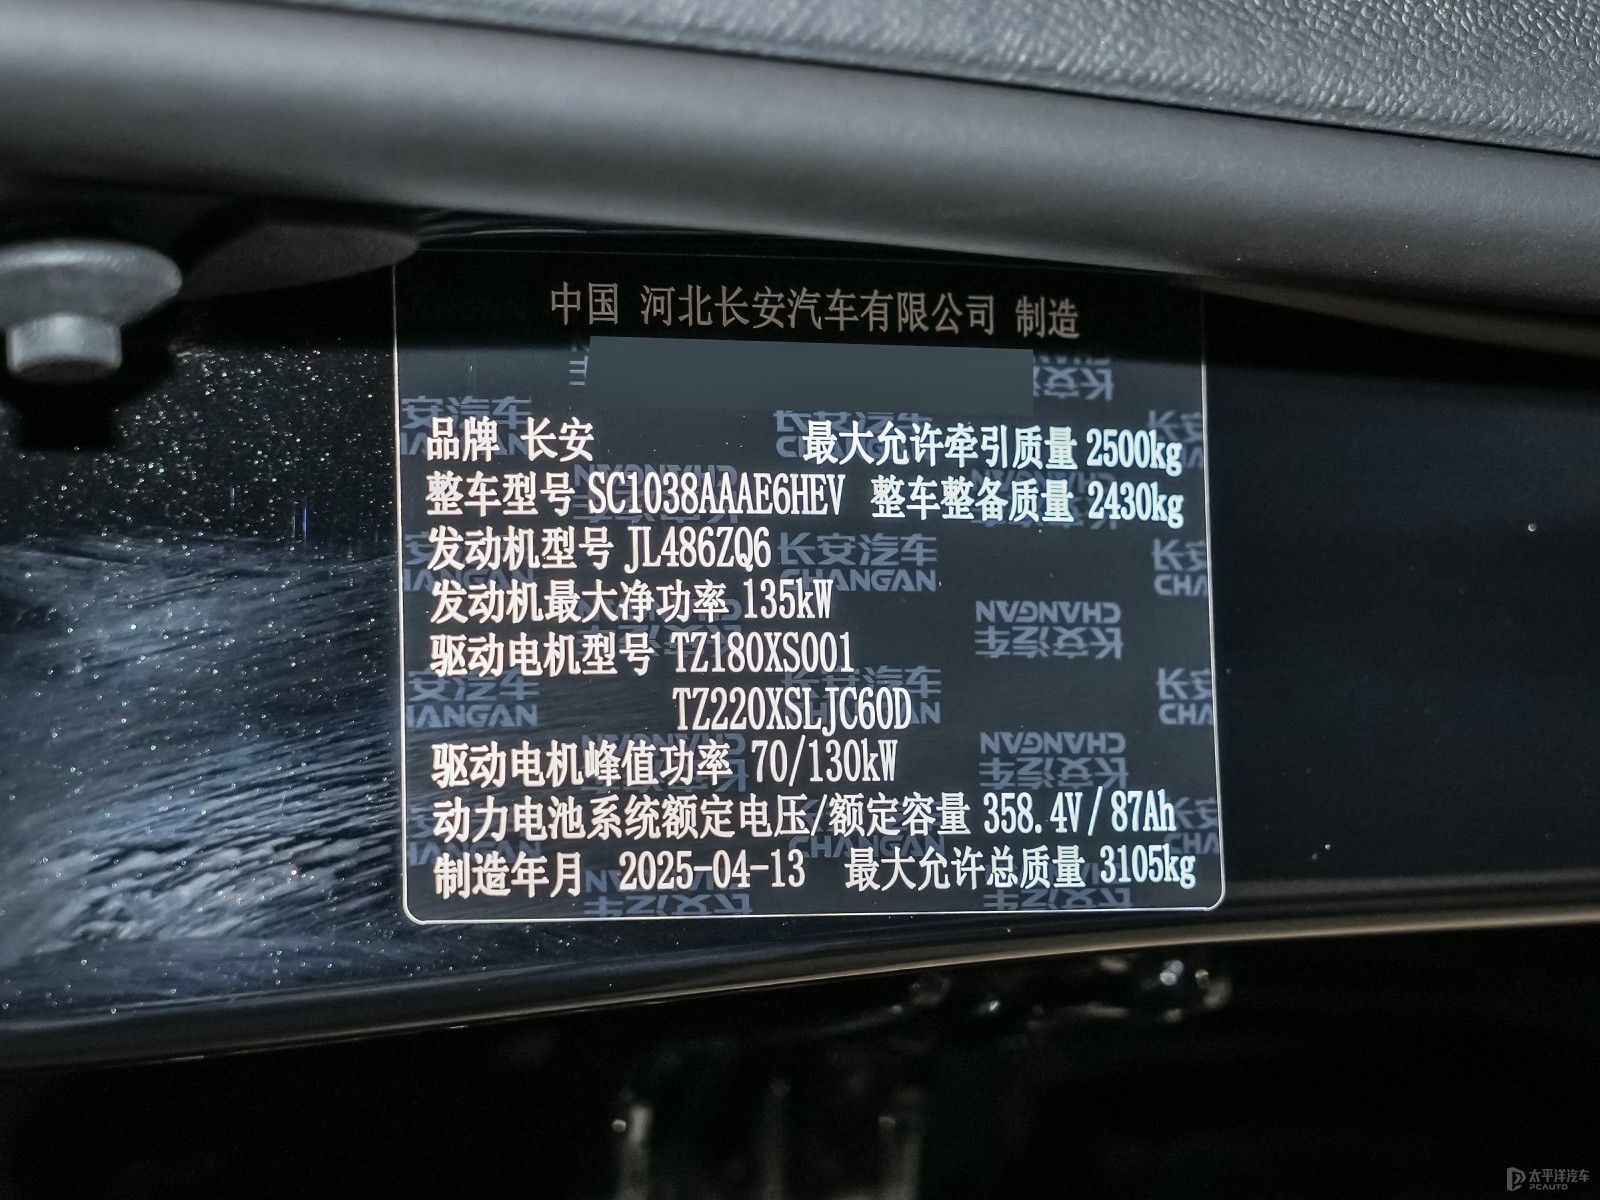 中国 河北长安汽车有限公司 制造
品牌 长安 最大允许牵引质量 2500kg
整车型号 SC1038AAAE6HEV 整车整备质量 2430kg
发动机型号 JL486ZQ6
发动机最大净功率 135kW
驱动电机型号 TZ180XS001
TZ220XSLJC60D
驱动电机峰值功率 70/130kW
动力电池系统额定电压/额定容量 358.4V/87Ah
制造年月 2025-04-13 最大允许总质量 3105kg
长安汽车
CHANGAN
太平洋汽车
PCAUTO